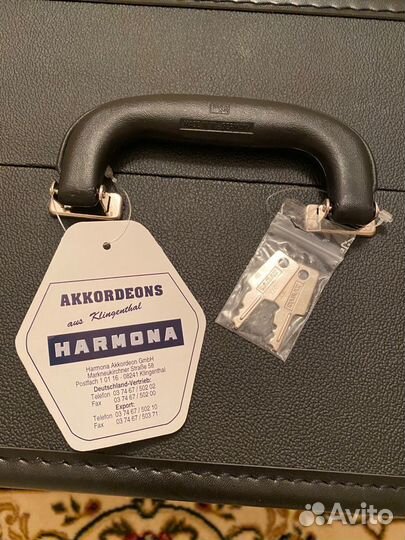 AKKORDEONS
aus Klingenthal
HARMONA
Harmona Akkordeon GmbH
Markneukirchner Straße 58
Postfach 1 01 16 - 08241 Klingenthal
Deutschland-Vertrieb:
Telefon 03 74 67 / 502 02
Fax 03 74 67 / 502 00
Export:
Telefon 03 74 67 / 502 10
Fax 03 74 67 / 503 71
Avito